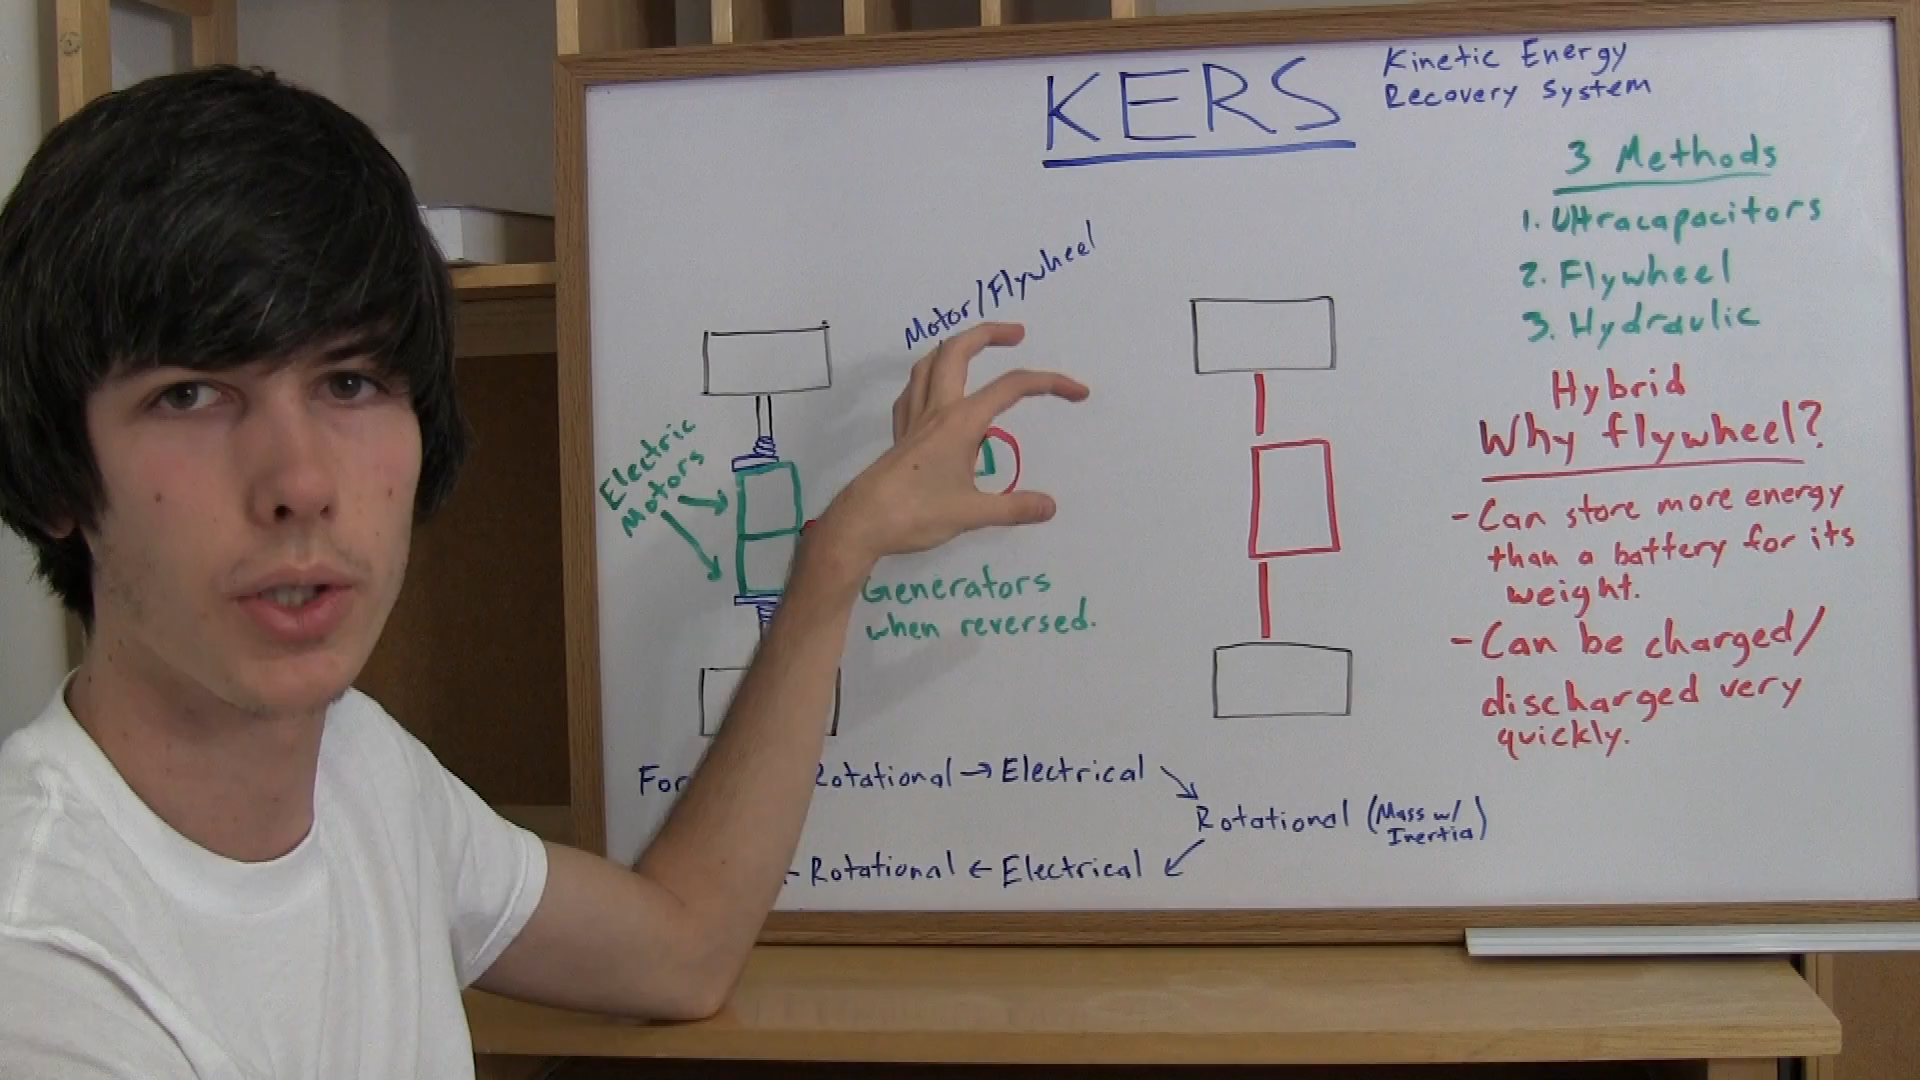 KERS
Kinetic Energy
Recovery System
3 Methods
1. Ultracapacitors
2. Flywheel
3. Hydraulic
Hybrid
Why flywheel?
- Can store more energy
than a battery for its
weight.
- Can be charged/
discharged very
quickly.
Motor/Flywheel
Electric
Motors
Generators
when reversed.
For
Rotational → Electrical
Rotational (Mass w/
Inertia)
Rotational ← Electrical